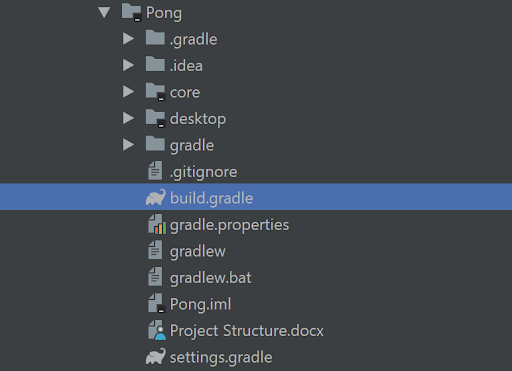 Pong
.gradle
.idea
core
desktop
gradle
.gitignore
build.gradle
gradle.properties
gradlew
gradlew.bat
Pong.iml
Project Structure.docx
settings.gradle